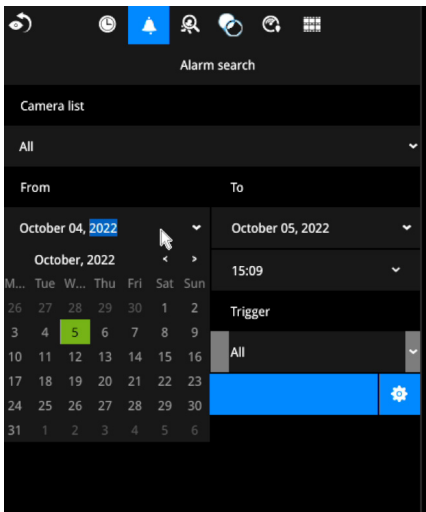 Alarm search
Camera list
All
From To
October 04, 2022 October 05, 2022
October, 2022
15:09
M... Tue W... Thu Fri Sat Sun
26 27 28 29 30 1 2
Trigger
3 4 5 6 7 8 9
All
10 11 12 13 14 15 16
17 18 19 20 21 22 23
24 25 26 27 28 29 30
31 1 2 3 4 5 6